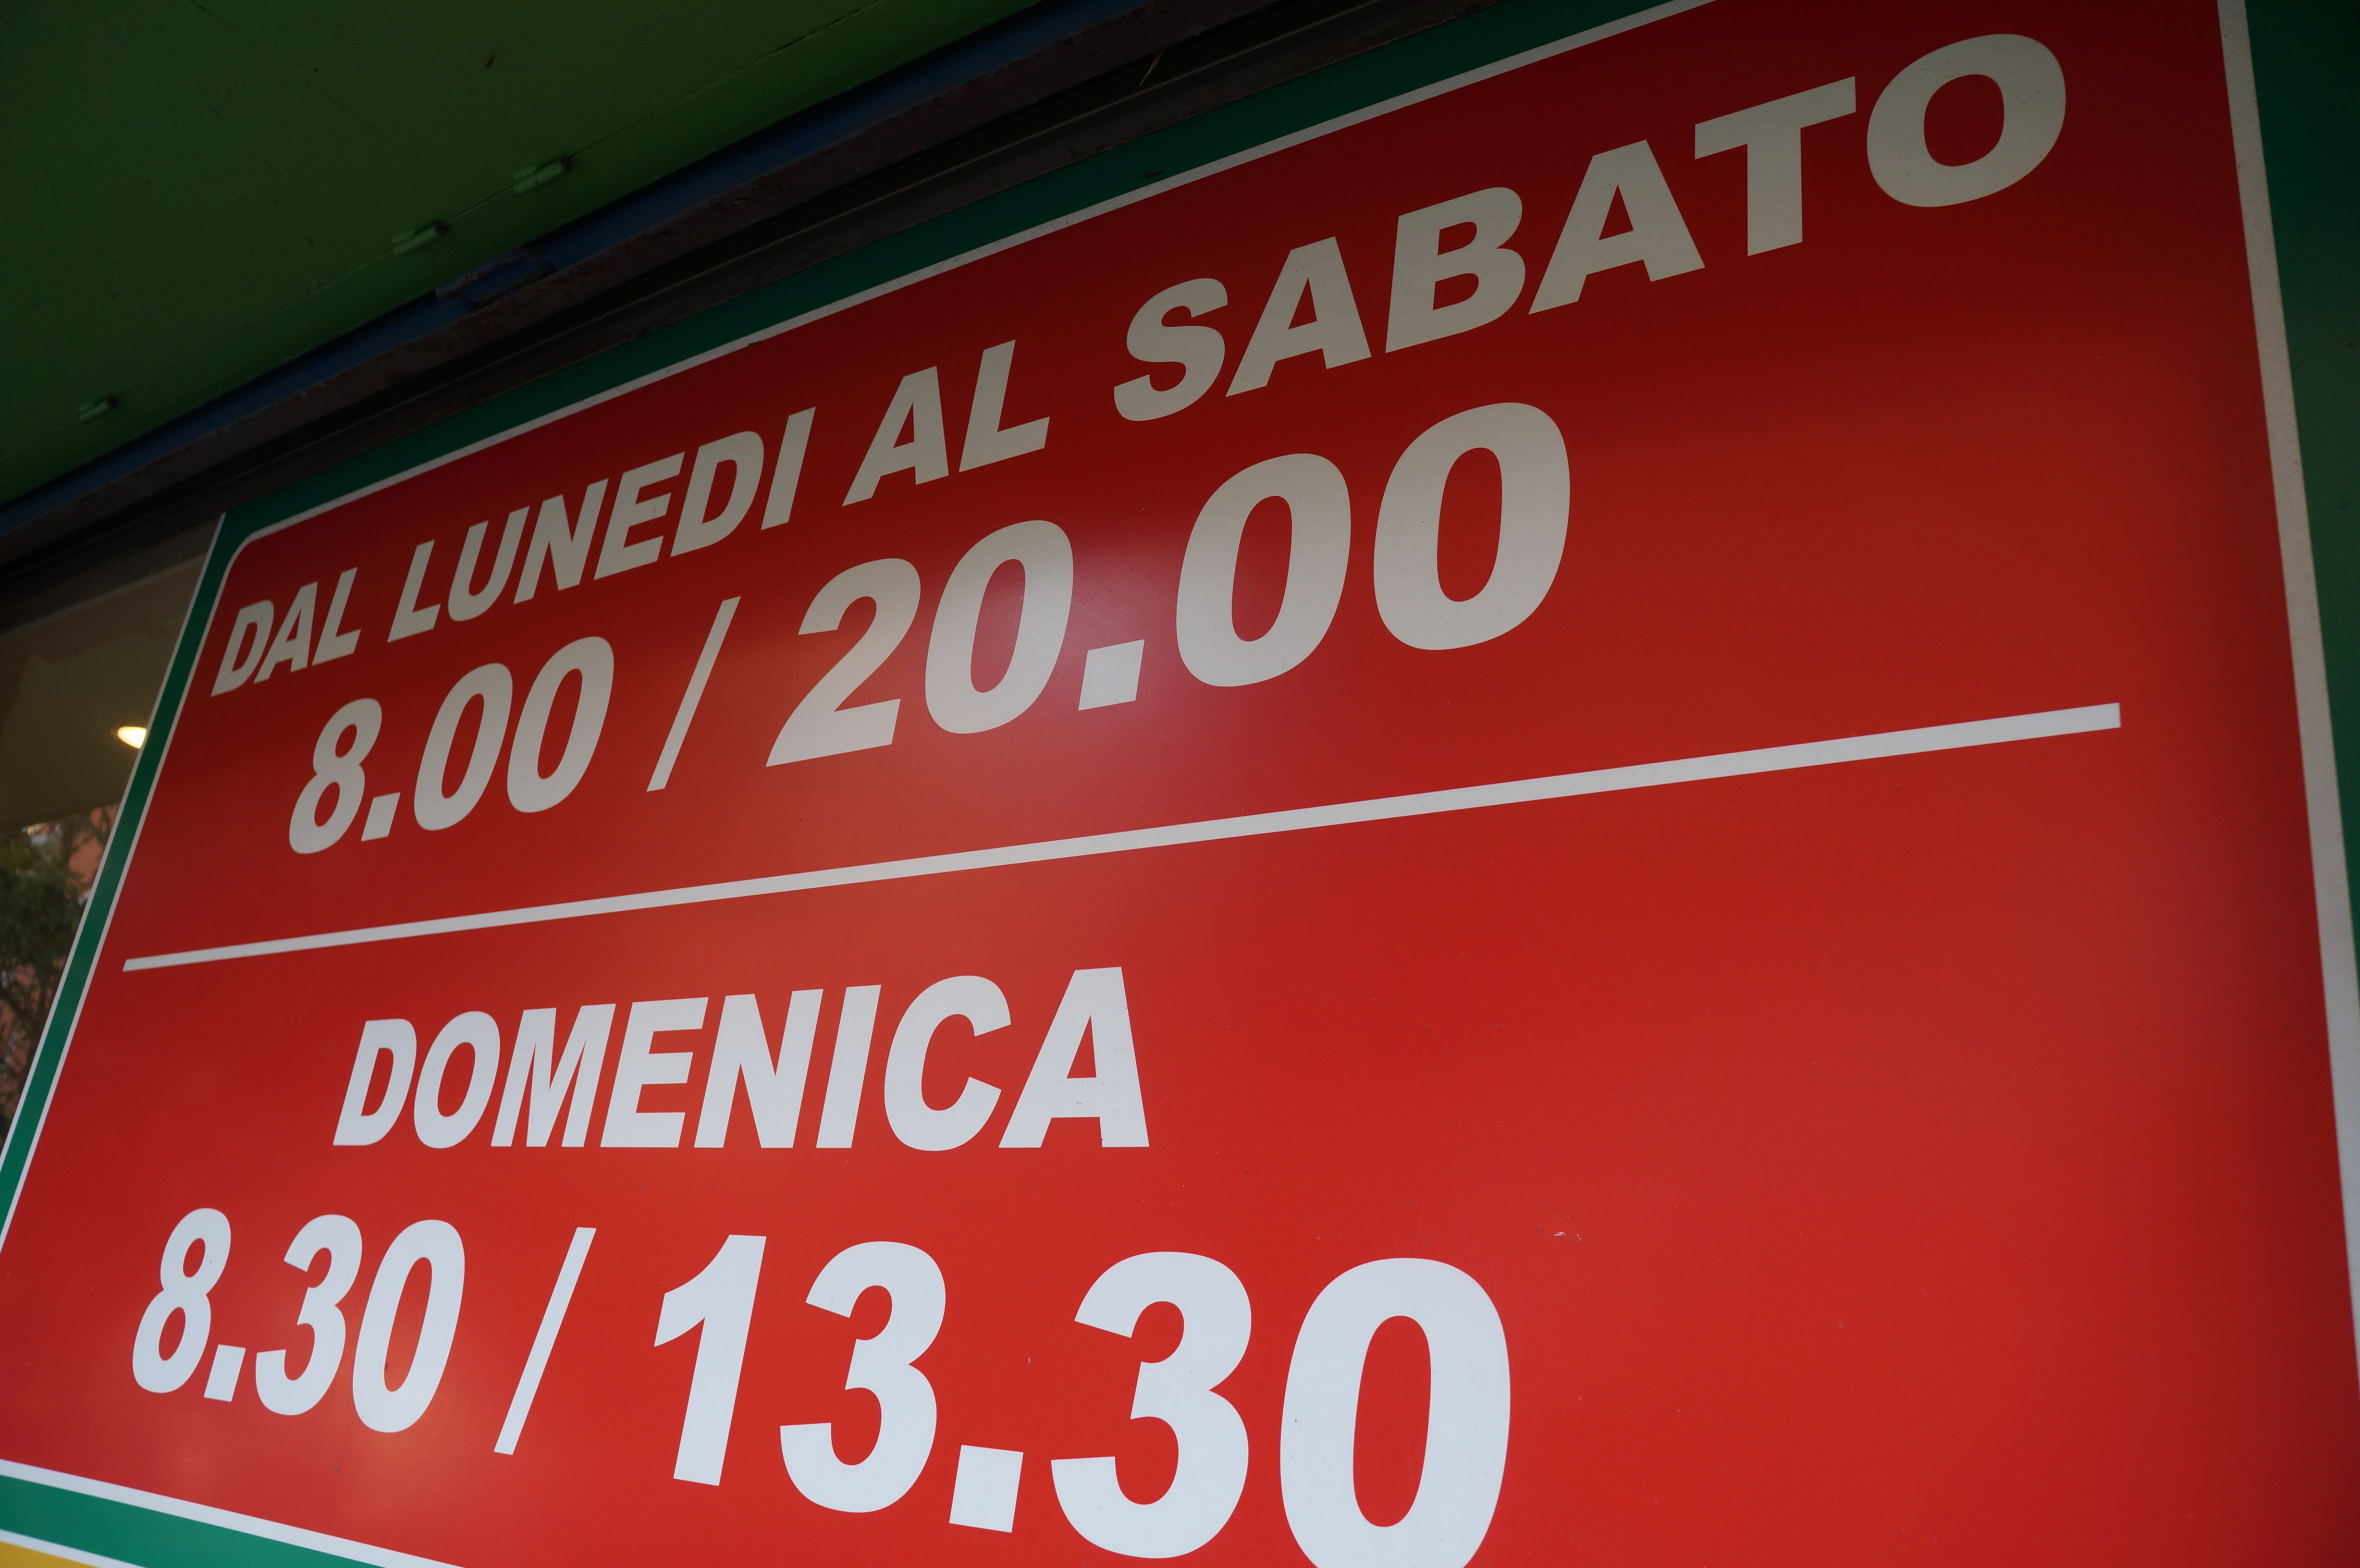 DAL LUNEDI AL SABATO
8.00 / 20.00
DOMENICA
8.30 / 13.30